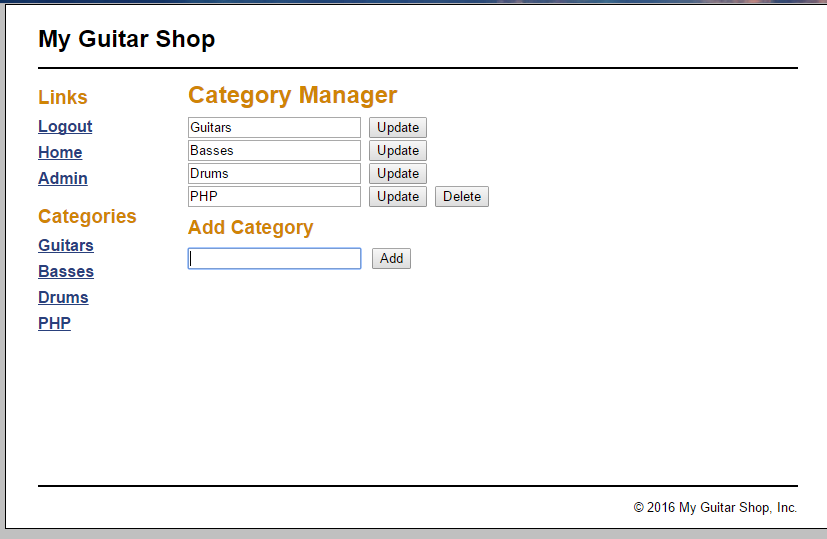 My Guitar Shop
Links
Logout
Home
Admin
Categories
Guitars
Basses
Drums
PHP
Category Manager
Guitars Update
Basses Update
Drums Update
PHP Update Delete
Add Category
Add
© 2016 My Guitar Shop, Inc.